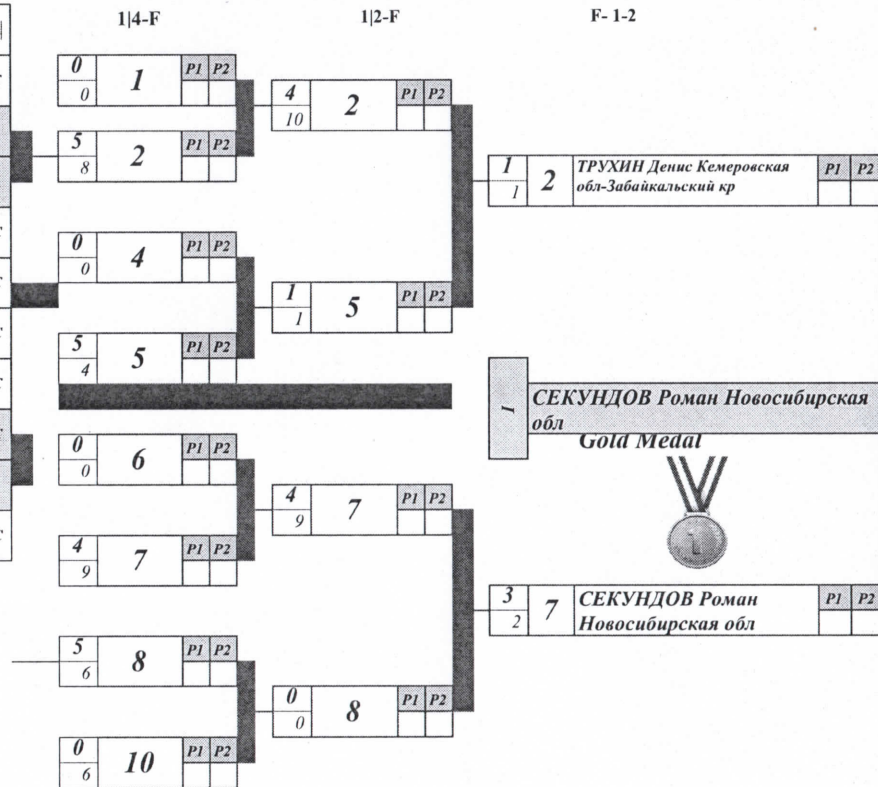 1|4-F
1|2-F
F- 1-2
0 1 P1 P2
0
4 2 P1 P2
10
5 2 P1 P2
8
1 2 ТРУХИН Денис Кемеровская P1 P2
1 обл-Забайкальский кр
0 4 P1 P2
0
1 5 P1 P2
1
5 5 P1 P2
4
1 СЕКУНДОВ Роман Новосибирская
обл
Gold Medal
0 6 P1 P2
0
4 7 P1 P2
9
4 7 P1 P2
9
1
3 7 СЕКУНДОВ Роман P1 P2
2 Новосибирская обл
5 8 P1 P2
6
0 8 P1 P2
0
0 10 P1 P2
6